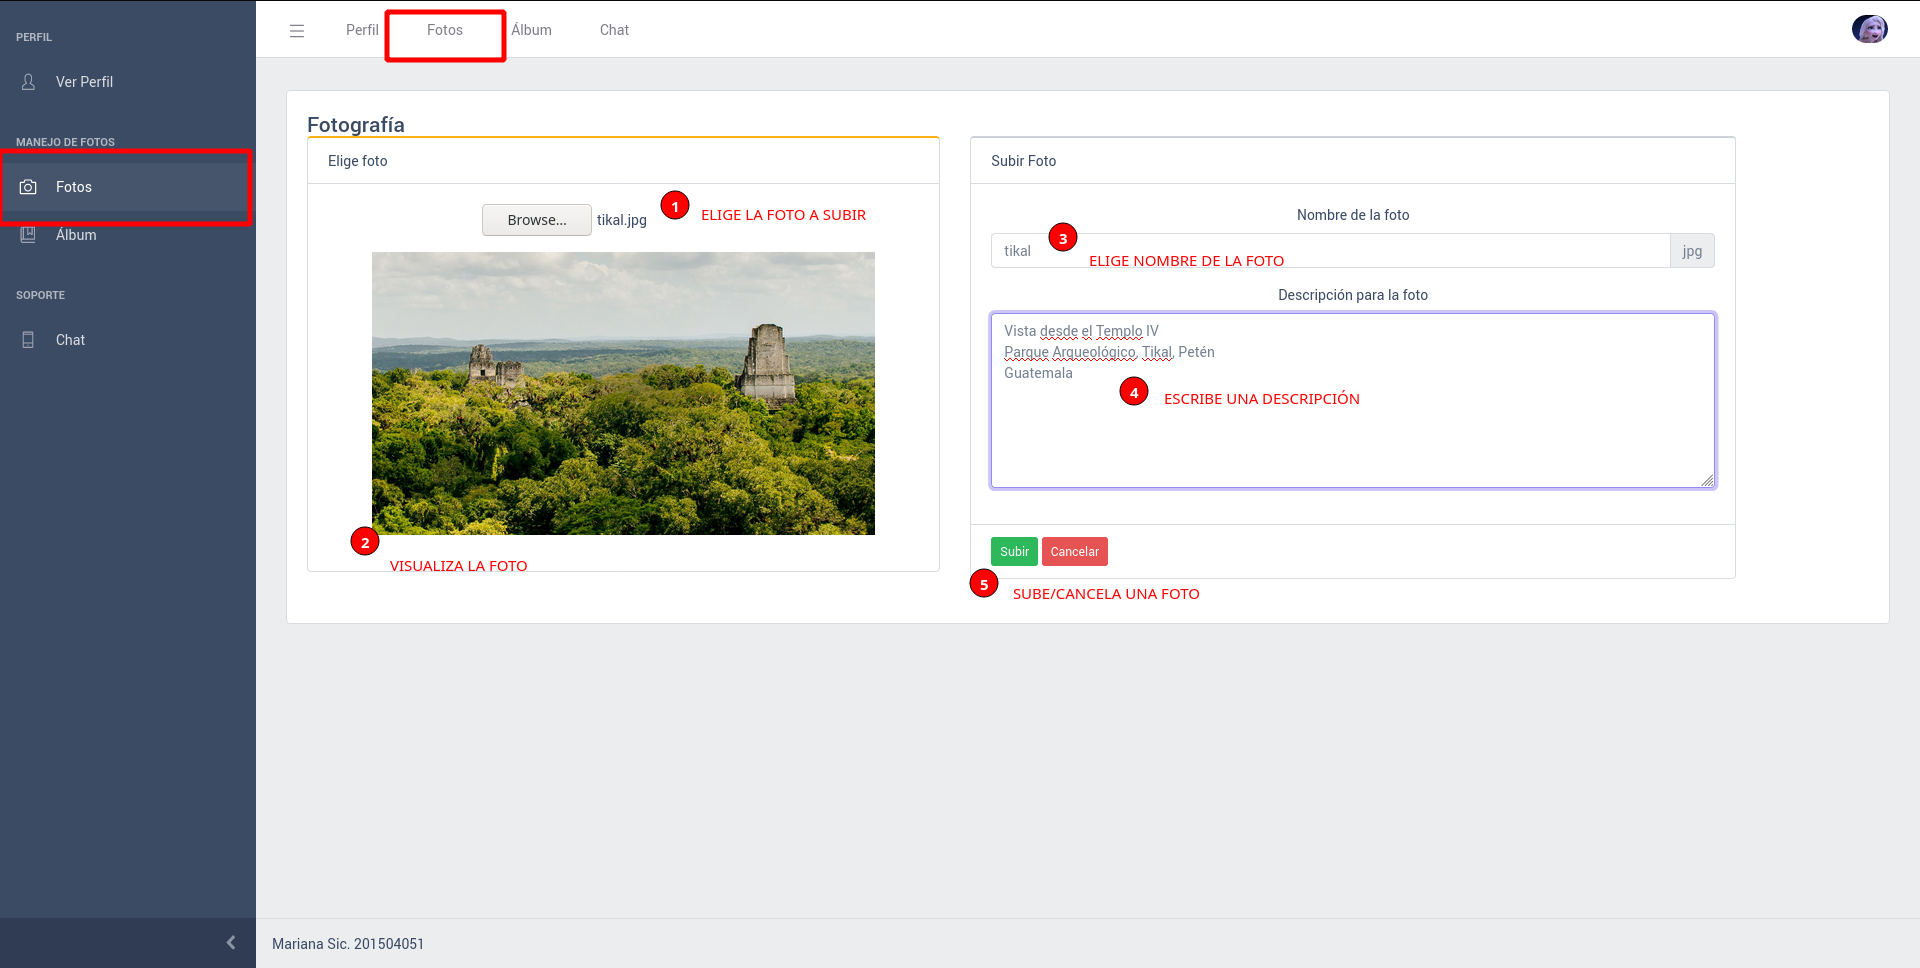 PERFIL
Ver Perfil
MANEJO DE FOTOS
Fotos
Álbum
SOPORTE
Chat
Perfil
Fotos
Álbum
Chat
Fotografía
Elige foto
Browse...
tikal.jpg
1
ELIGE LA FOTO A SUBIR
2
VISUALIZA LA FOTO
Subir Foto
Nombre de la foto
tikal
jpg
3
ELIGE NOMBRE DE LA FOTO
Descripción para la foto
Vista desde el Templo IV
Parque Arqueológico, Tikal, Petén
Guatemala
4
ESCRIBE UNA DESCRIPCIÓN
Subir
Cancelar
5
SUBE/CANCELA UNA FOTO
Mariana Sic. 201504051